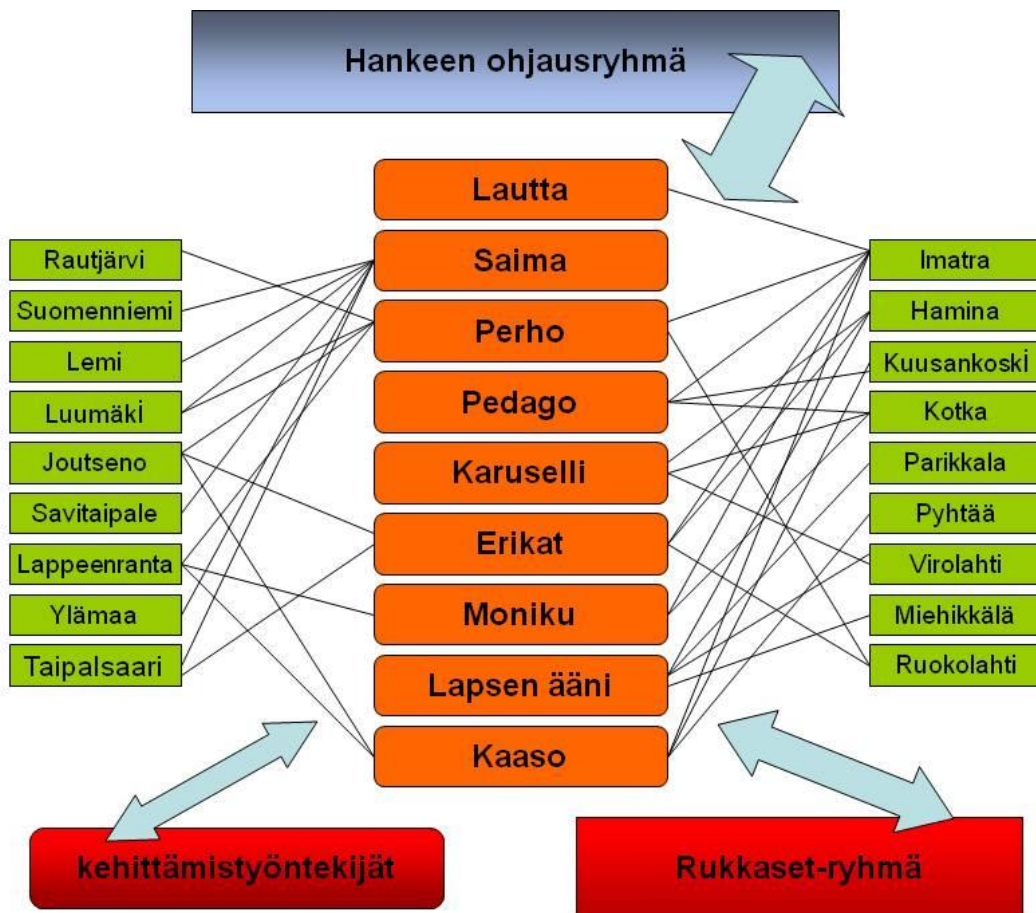 Hankeen ohjausryhmä
Lautta
Saima
Perho
Pedago
Karuselli
Erikat
Moniku
Lapsen ääni
Kaaso
Rautjärvi
Suomenniemi
Lemi
Luumäki
Joutseno
Savitaipale
Lappeenranta
Ylämaa
Taipalsaari
Imatra
Hamina
Kuusankoski
Kotka
Parikkala
Pyhtää
Virolahti
Miehikkälä
Ruokolahti
kehittämistyöntekijät
Rukkaset-ryhmä